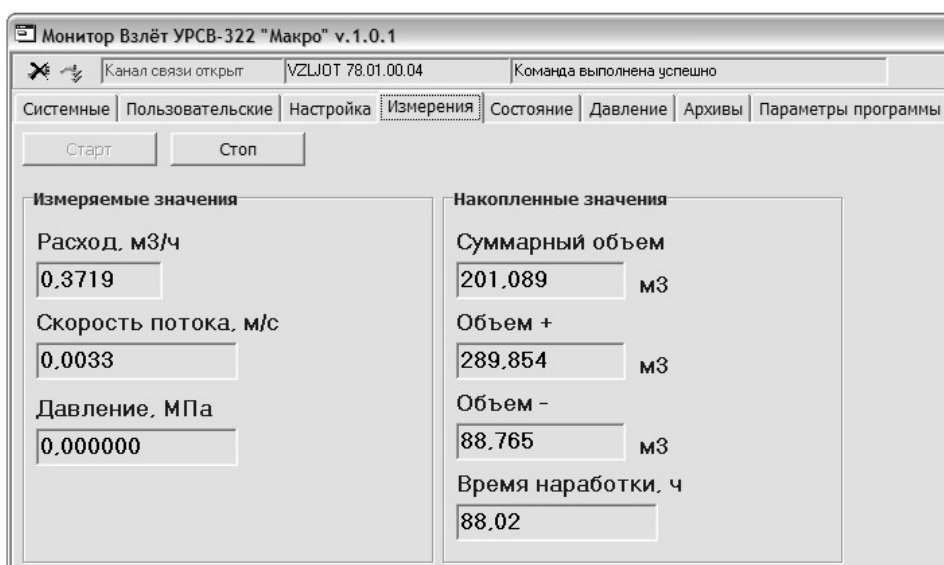 Монитор Взлёт УРСВ-322 "Макро" v.1.0.1
Канал связи открыт VZLJOT 78.01.00.04 Команда выполнена успешно
Системные Пользовательские Настройка Измерения Состояние Давление Архивы Параметры программы
Старт Стоп
Измеряемые значения
Расход, м3/ч
0,3719
Скорость потока, м/с
0,0033
Давление, МПа
0,000000
Накопленные значения
Суммарный объем
201,089 м3
Объем +
289,854 м3
Объем -
88,765 м3
Время наработки, ч
88,02